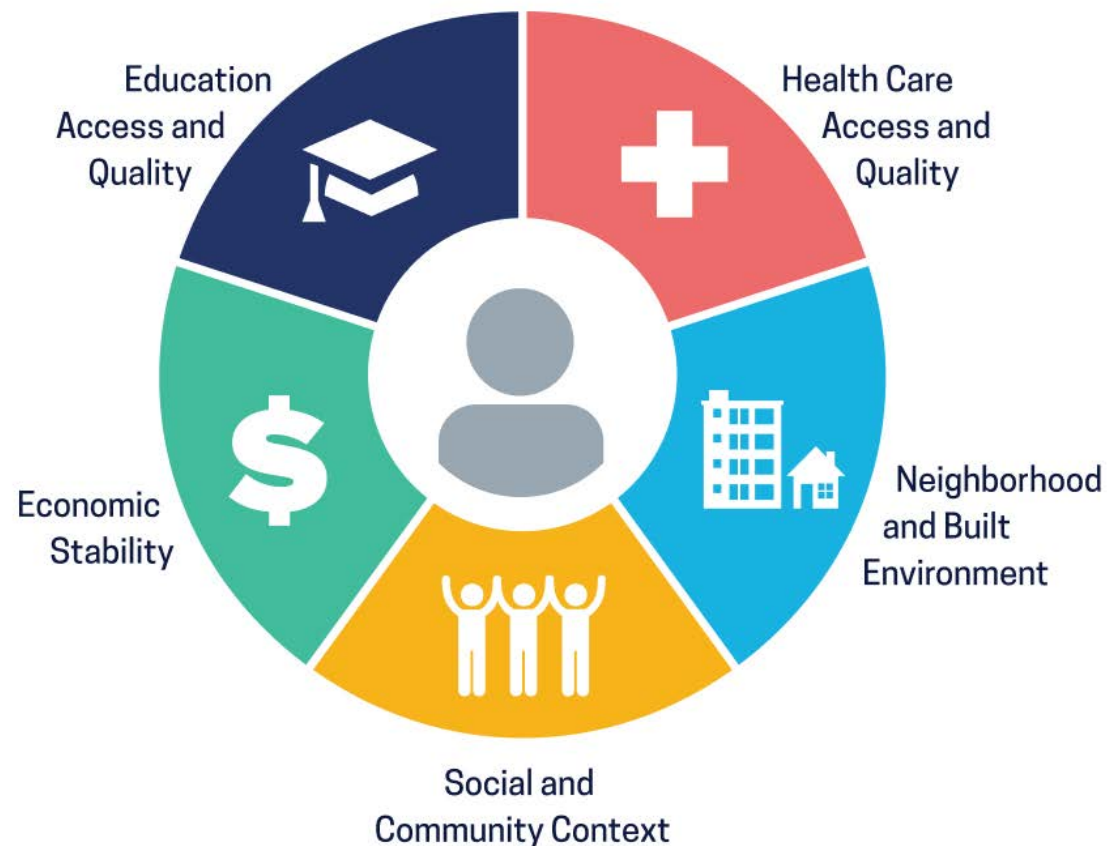 Education
Access and
Quality
Health Care
Access and
Quality
Economic
Stability
Neighborhood
and Built
Environment
Social and
Community Context